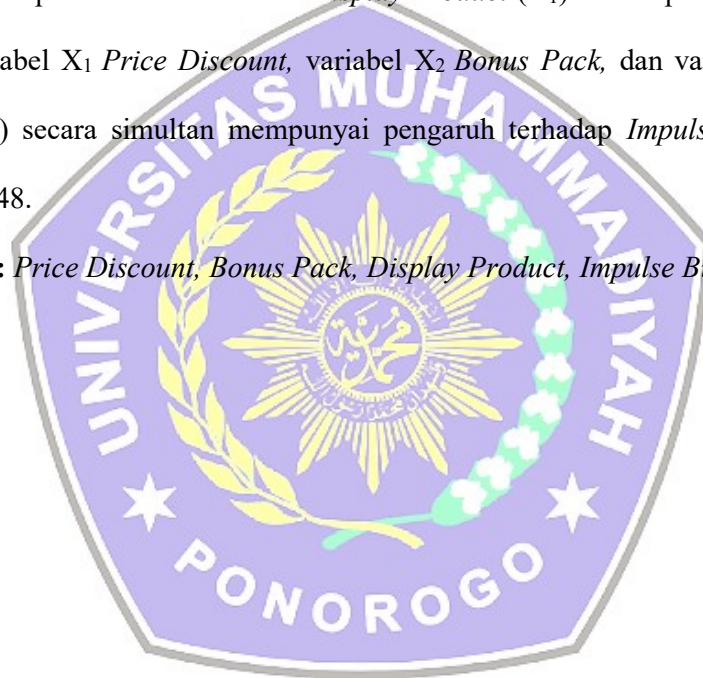 abel X₁ Price Discount, variabel X₂ Bonus Pack, dan va
) secara simultan mempunyai pengaruh terhadap Impuls
48.
: Price Discount, Bonus Pack, Display Product, Impulse B
UNIVERSITAS MUHAMMADIYAH
PONOROGO